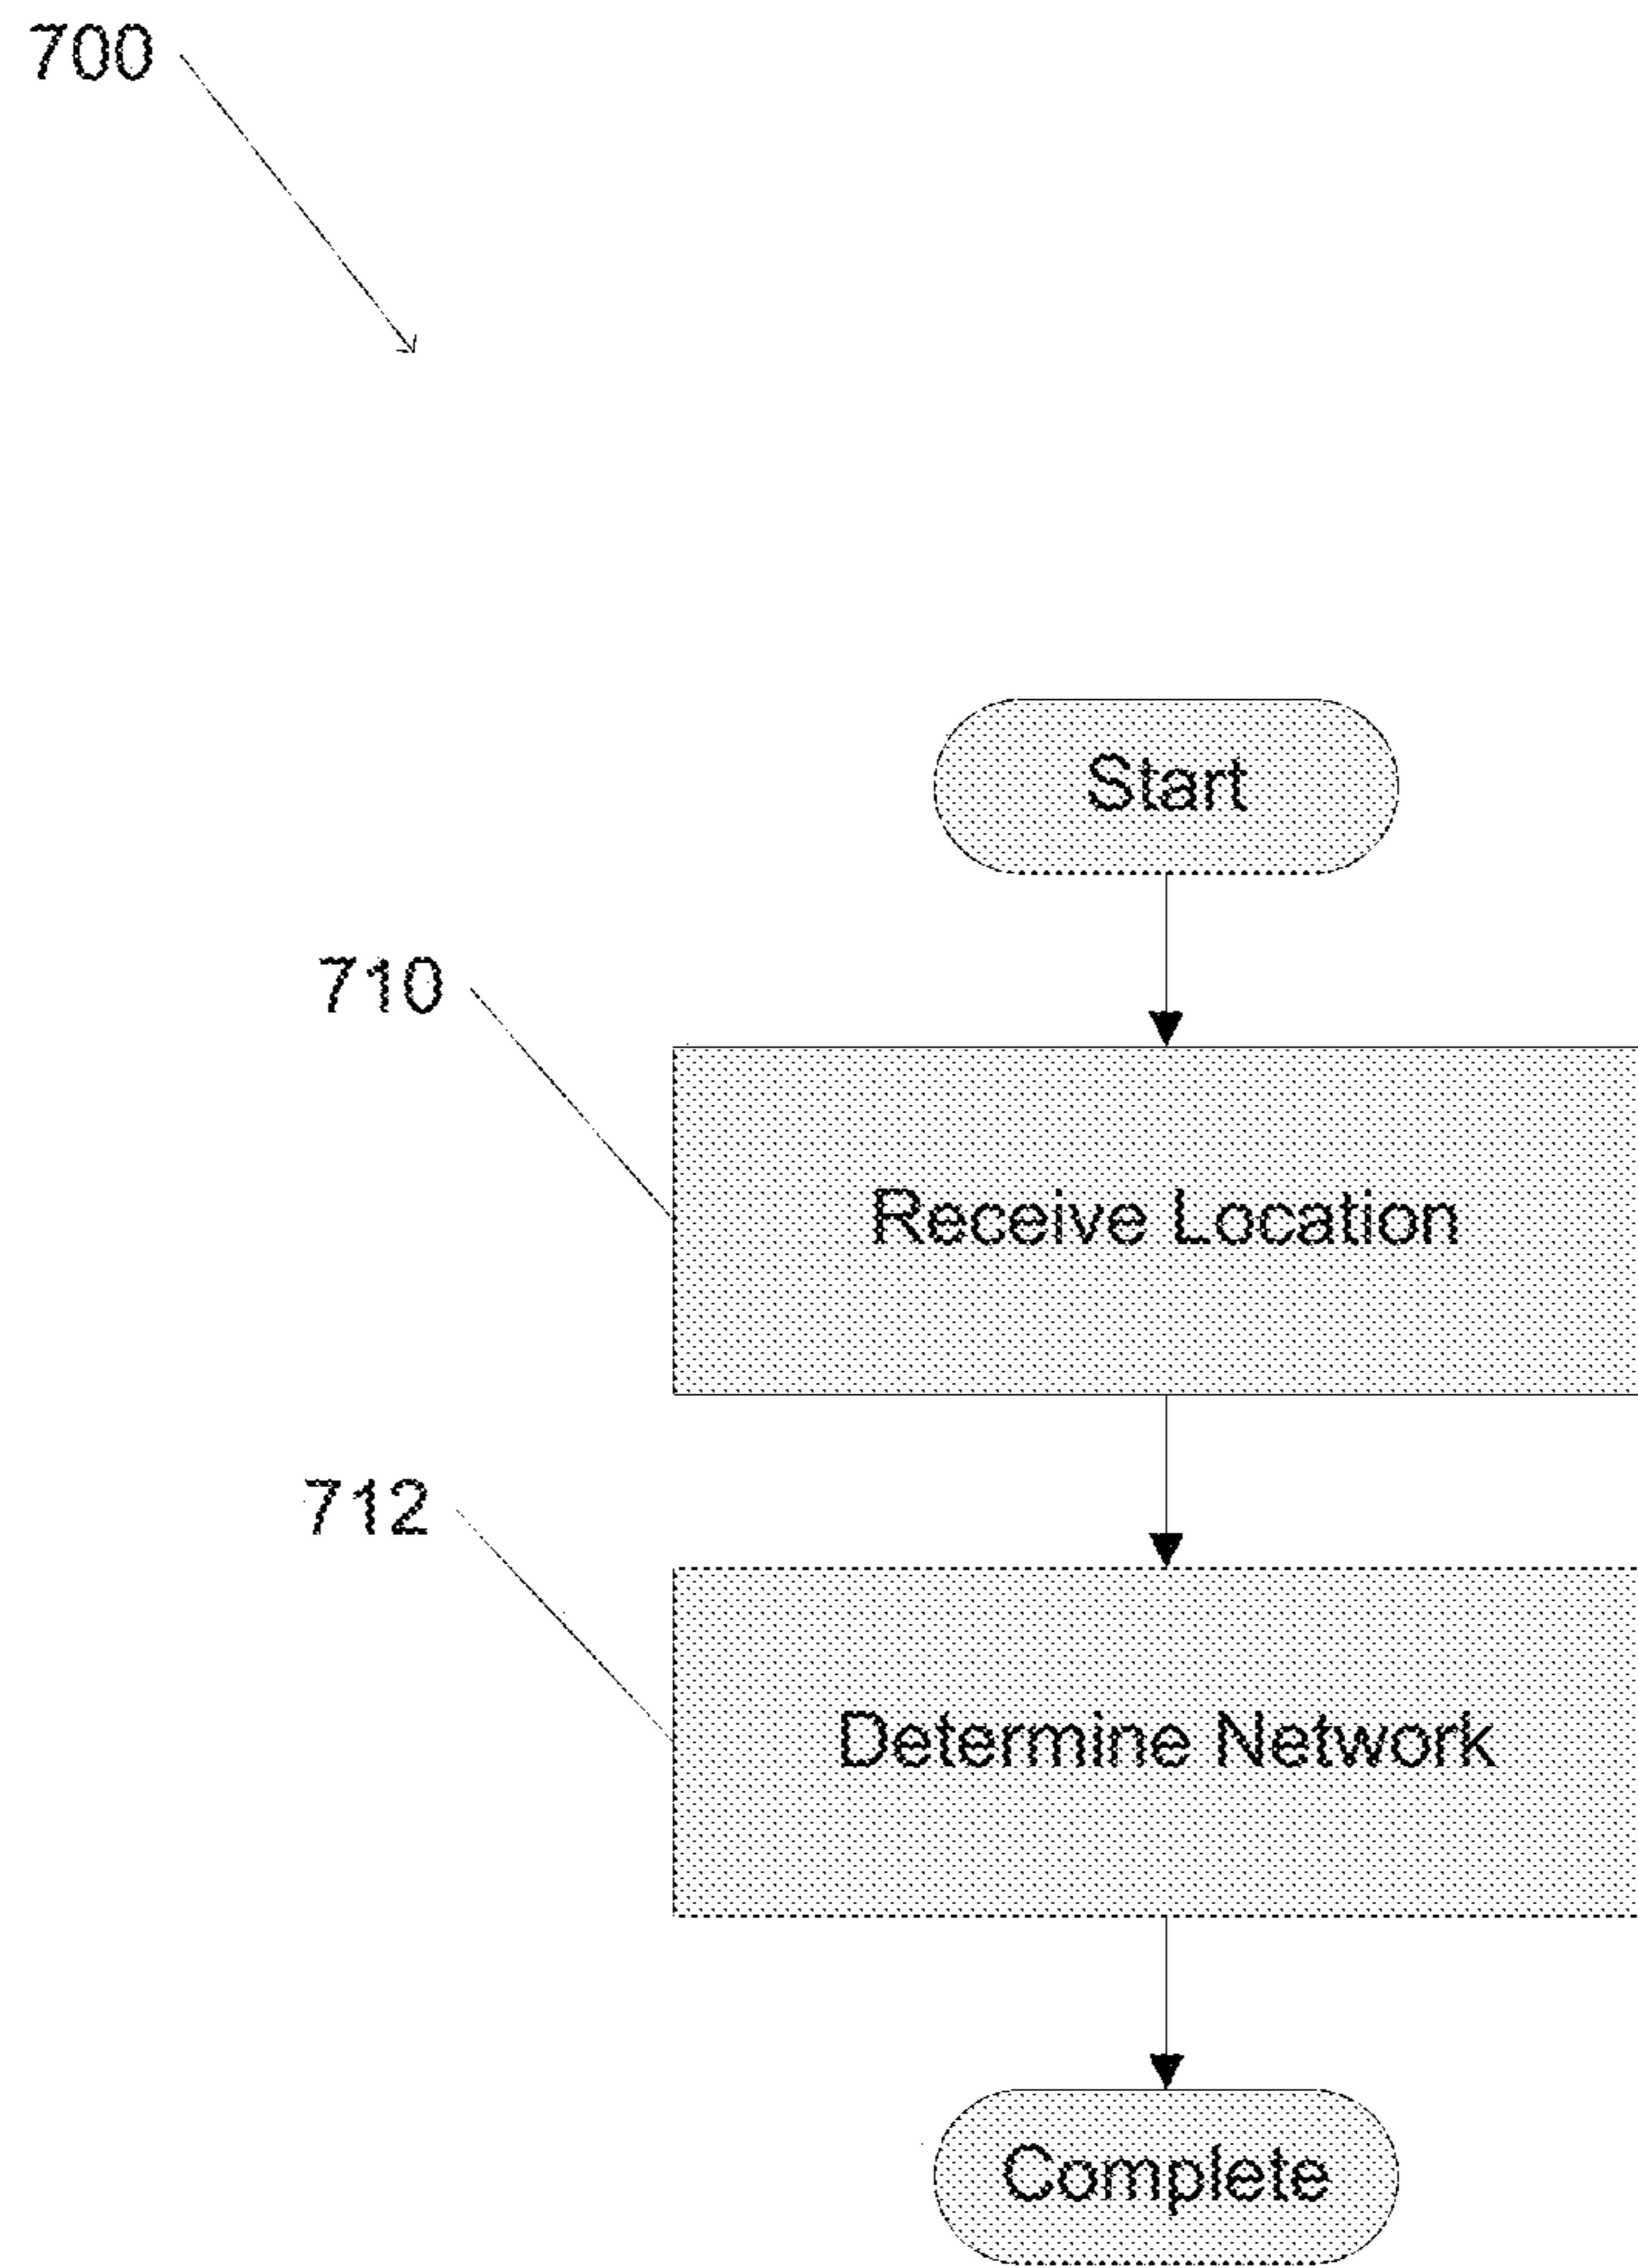 700
Start
710
Receive Location
712
Determine Network
Complete